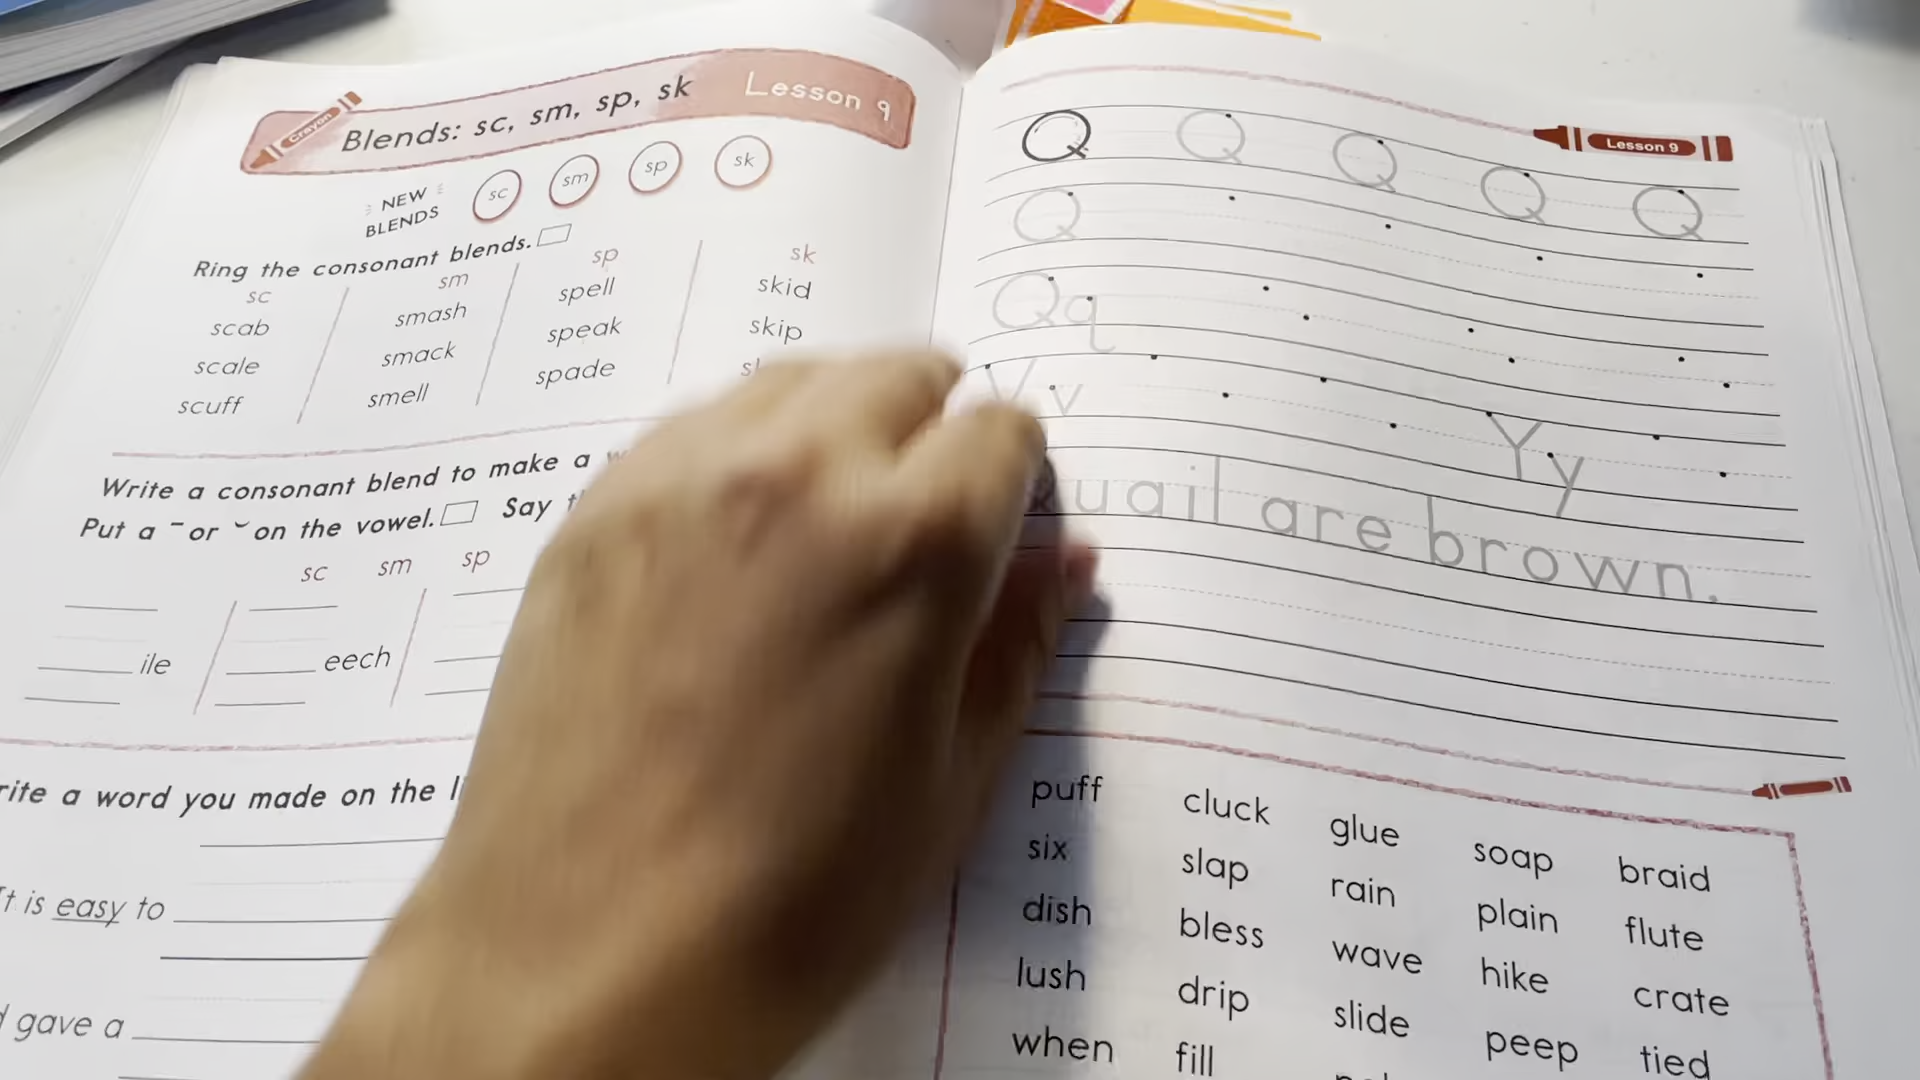 Crayon
Blends: sc, sm, sp, sk Lesson 9
NEW BLENDS
sc sm sp sk
Ring the consonant blends.
sc sm sp sk
scab smash spell skid
scale smack speak skip
scuff smell spade
Write a consonant blend to make a
Put a ¯ or ˘ on the vowel. Say
sc sm sp
ile eech
a word you made on the
is easy to
gave a
Lesson 9
Q Q Q Q Q
Q
Qq
Vv Yy
uail are brown.
puff cluck glue soap braid
six slap rain plain flute
dish bless wave hike crate
lush drip slide peep tied
when fill